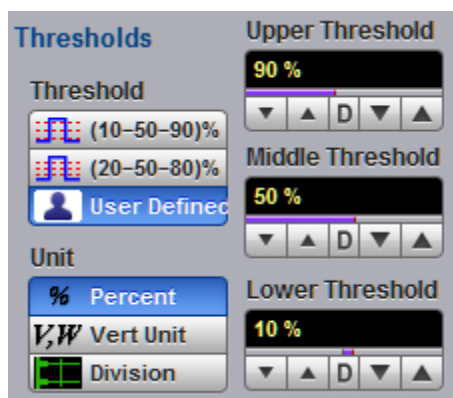 Thresholds
Threshold
(10-50-90)%
(20-50-80)%
User Defined
Unit
% Percent
V,W Vert Unit
Division
Upper Threshold
90 %
D
Middle Threshold
50 %
D
Lower Threshold
10 %
D